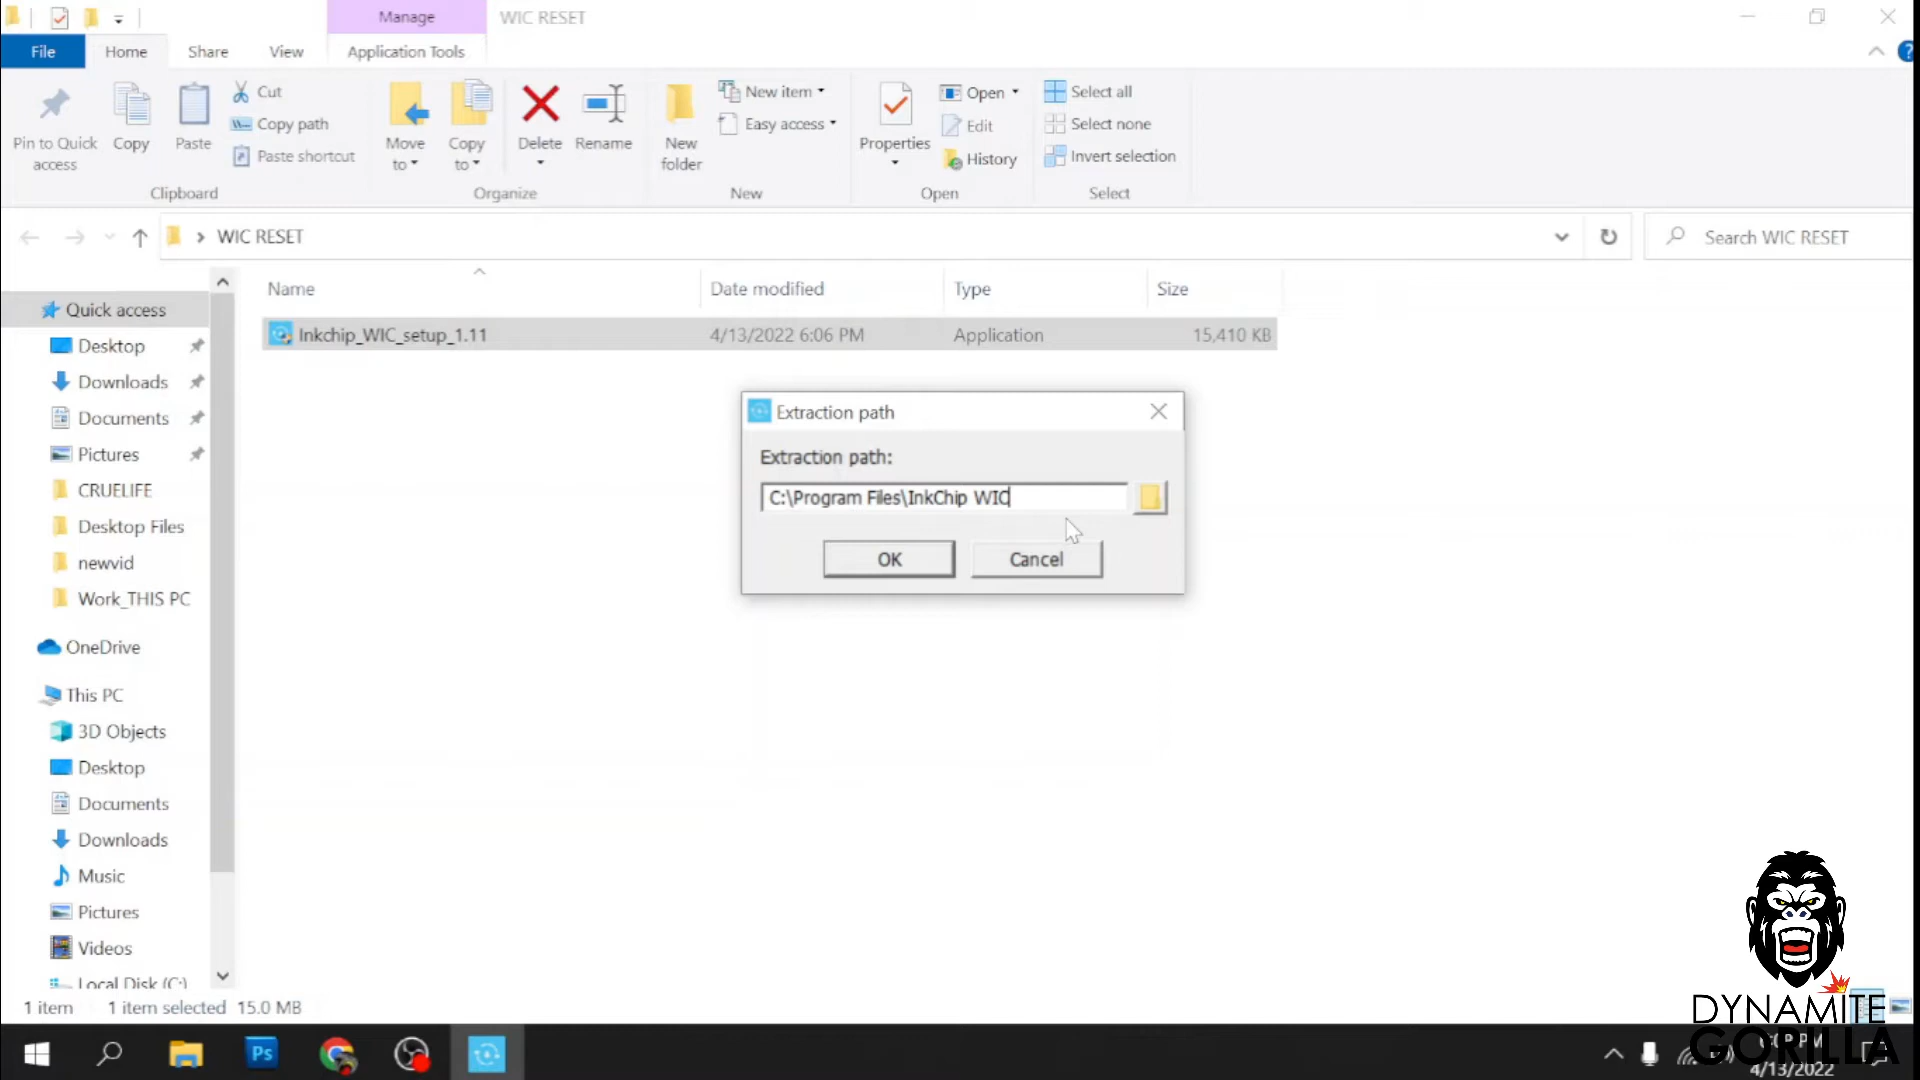 Manage
WIC RESET
File
Home
Share
View
Application Tools
Pin to Quick access
Copy
Paste
Cut
Copy path
Paste shortcut
Clipboard
Move to
Copy to
Delete
Rename
Organize
New folder
New item
Easy access
New
Properties
Open
Edit
History
Open
Select all
Select none
Invert selection
Select
WIC RESET
Search WIC RESET
Name
Date modified
Type
Size
Inkchip_WIC_setup_1.11
4/13/2022 6:06 PM
Application
15,410 KB
Quick access
Desktop
Downloads
Documents
Pictures
CRUELIFE
Desktop Files
newvid
Work_THIS PC
OneDrive
This PC
3D Objects
Desktop
Documents
Downloads
Music
Pictures
Videos
Local Disk (C:)
Extraction path
Extraction path:
C:\Program Files\InkChip WIC
OK
Cancel
1 item
1 item selected
15.0 MB
DYNAMITE
GORILLA
Ps
4/13/2022